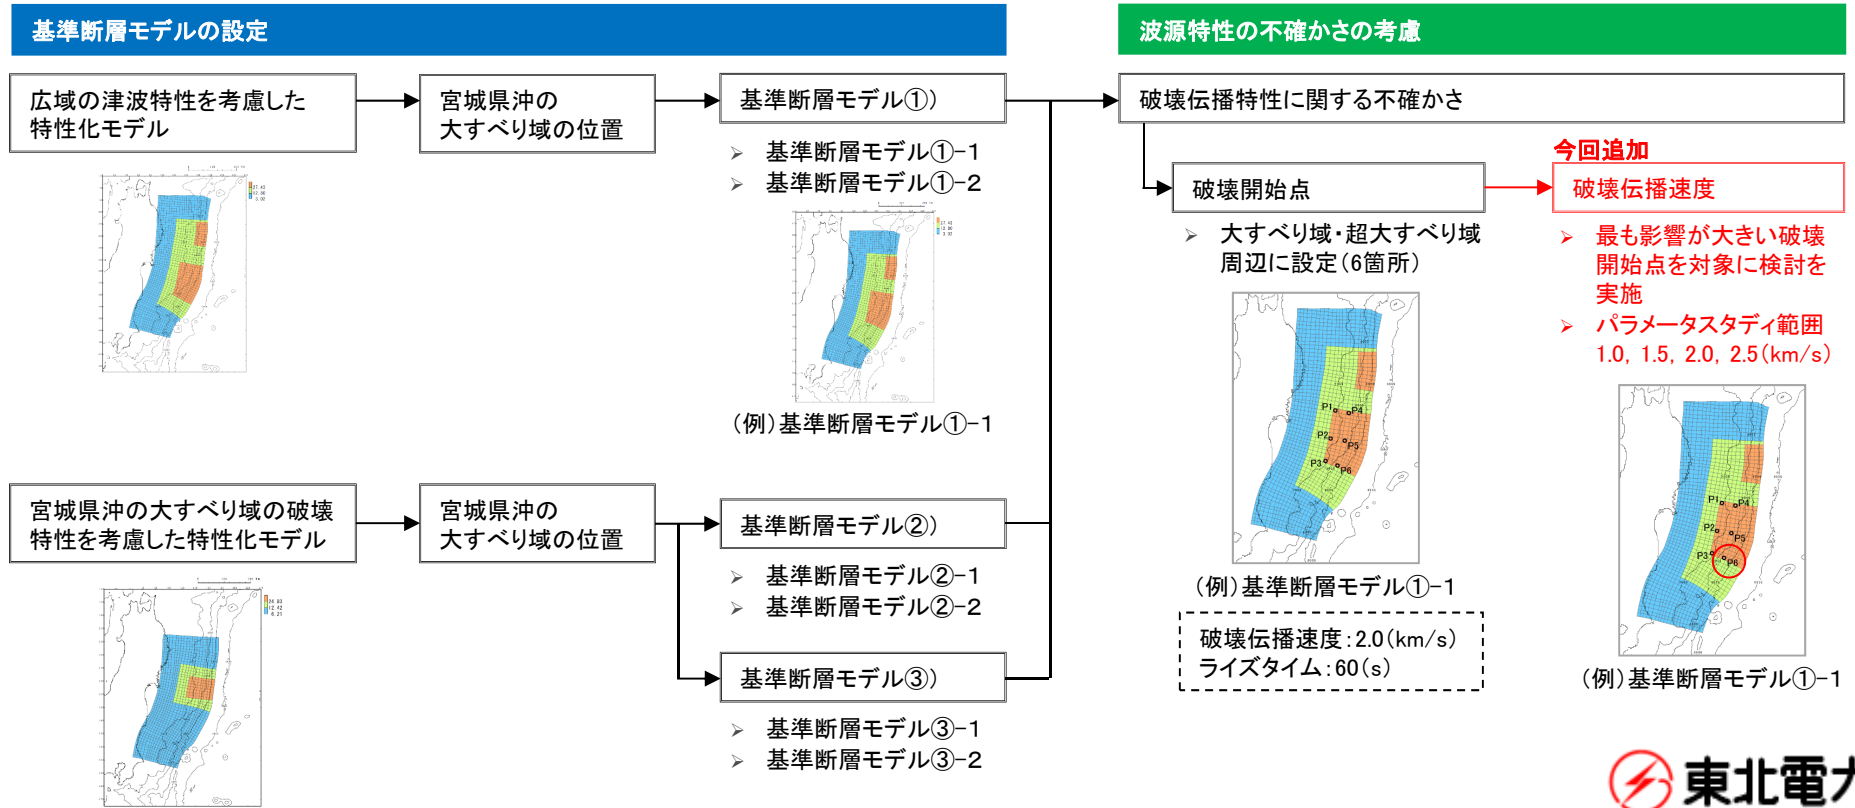 基準断層モデルの設定
広域の津波特性を考慮した
特性化モデル
宮城県沖の
大すべり域の位置
基準断層モデル①)
➢ 基準断層モデル①-1
➢ 基準断層モデル①-2
(例)基準断層モデル①-1
宮城県沖の大すべり域の破壊
特性を考慮した特性化モデル
宮城県沖の
大すべり域の位置
基準断層モデル②)
➢ 基準断層モデル②-1
➢ 基準断層モデル②-2
基準断層モデル③)
➢ 基準断層モデル③-1
➢ 基準断層モデル③-2
波源特性の不確かさの考慮
破壊伝播特性に関する不確かさ
破壊開始点
➢ 大すべり域・超大すべり域
周辺に設定(6箇所)
P1 P4
P2 P5
P3 P6
(例)基準断層モデル①-1
破壊伝播速度:2.0(km/s)
ライズタイム:60(s)
今回追加
破壊伝播速度
➢ 最も影響が大きい破壊
開始点を対象に検討を
実施
➢ パラメータスタディ範囲
1.0, 1.5, 2.0, 2.5(km/s)
P1 P4
P2 P5
P3 P6
(例)基準断層モデル①-1
東北電力